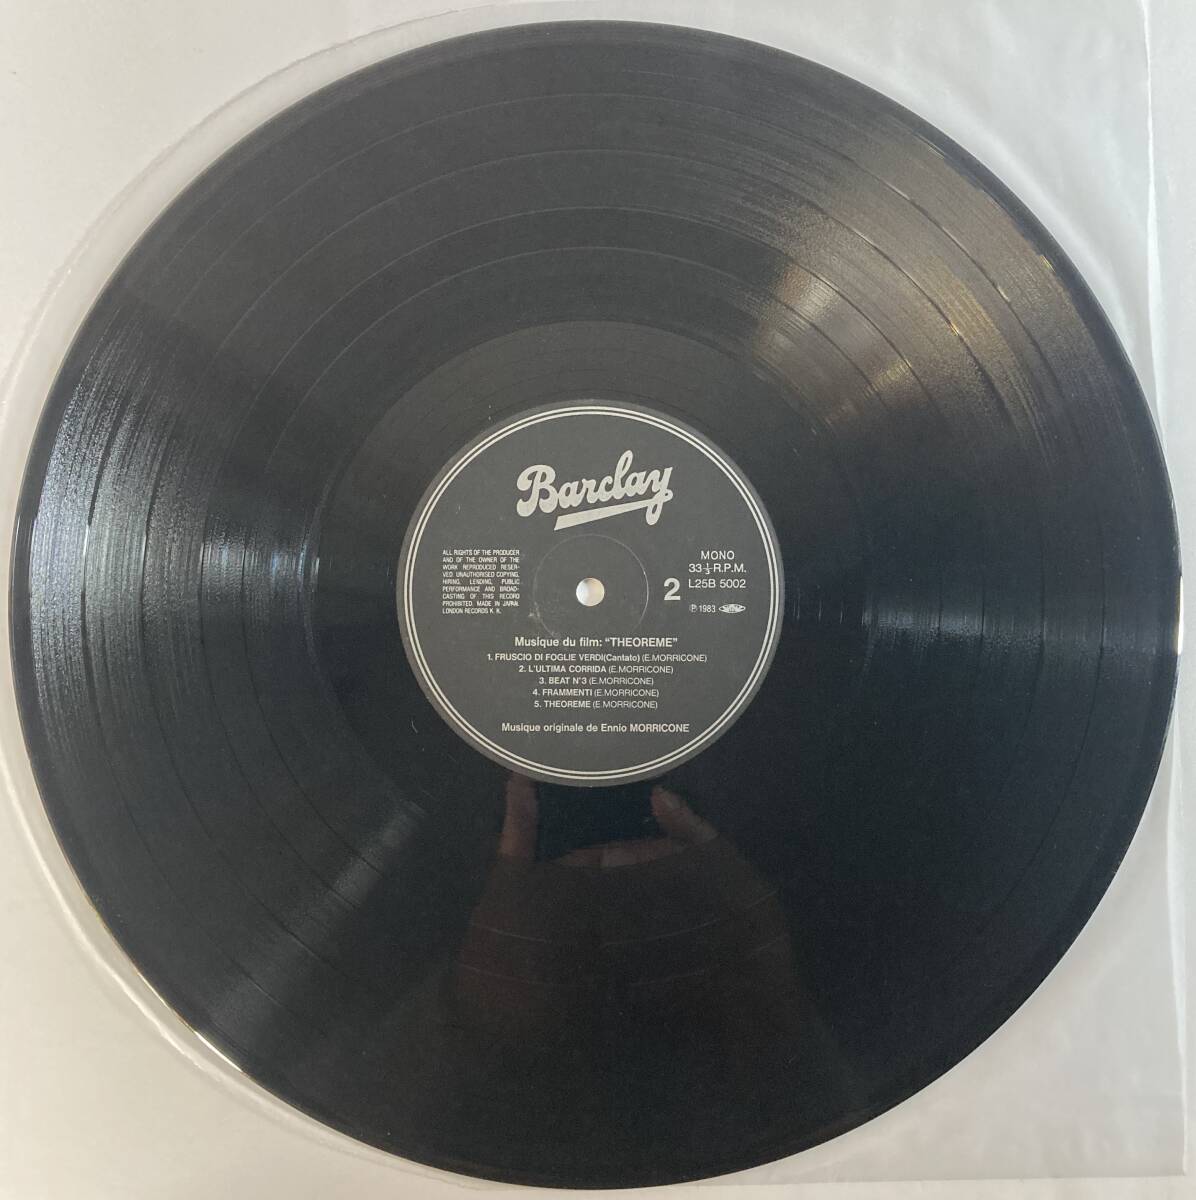 Barclay
ALL RIGHTS OF THE PRODUCER
AND OF THE OWNER OF THE
WORK REPRODUCED RESER-
VED. UNAUTHORISED COPYING,
HIRING, LENDING, PUBLIC
PERFORMANCE AND BROAD-
CASTING OF THIS RECORD
PROHIBITED. MADE IN JAPAN.
LONDON RECORDS K. K.
MONO
33⅓R.P.M.
L25B 5002
2
℗ 1983
Musique du film: “THEOREME”
1. FRUSCIO DI FOGLIE VERDI(Cantato) (E.MORRICONE)
2. L'ULTIMA CORRIDA (E.MORRICONE)
3. BEAT N°3 (E.MORRICONE)
4. FRAMMENTI (E.MORRICONE)
5. THEOREME (E.MORRICONE)
Musique originale de Ennio MORRICONE